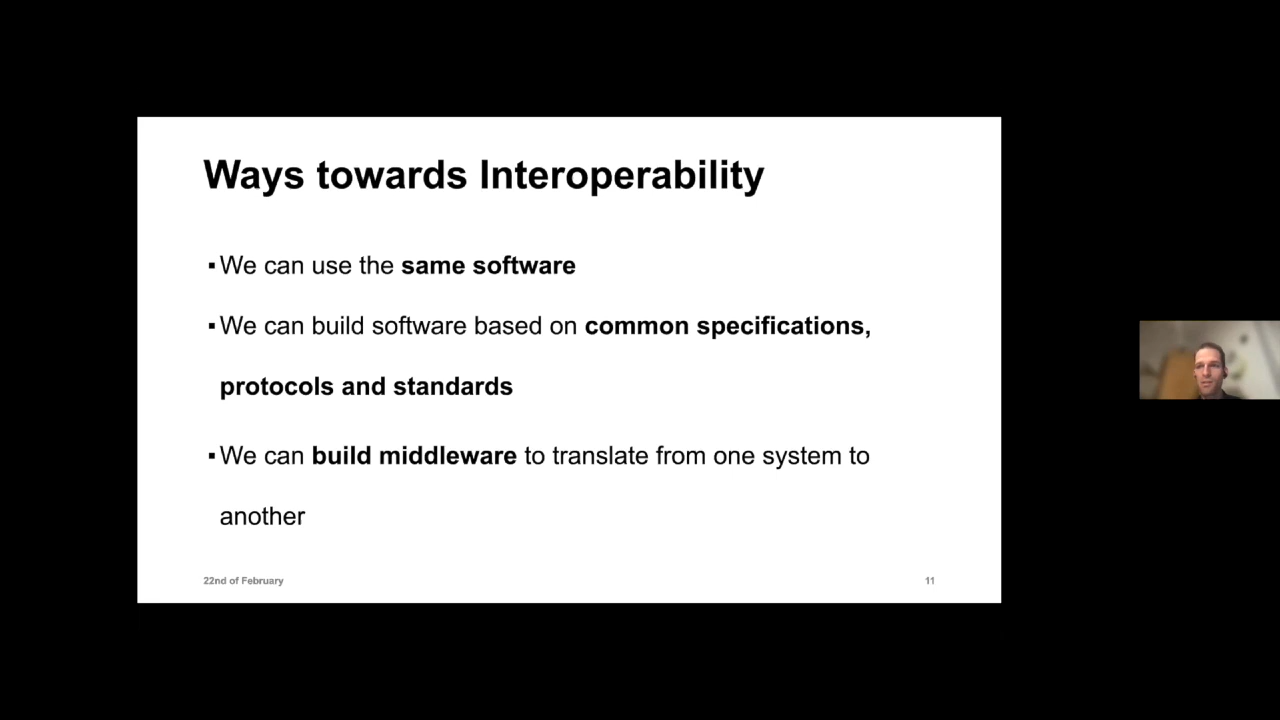 Ways towards Interoperability
▪We can use the same software
▪We can build software based on common specifications,
protocols and standards
▪We can build middleware to translate from one system to
another
22nd of February
11